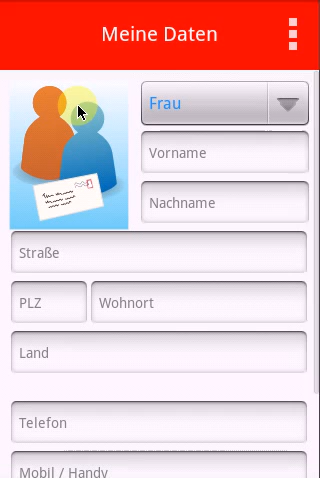 Meine Daten
Frau
Vorname
Nachname
Straße
PLZ
Wohnort
Land
Telefon
Mobil / Handy